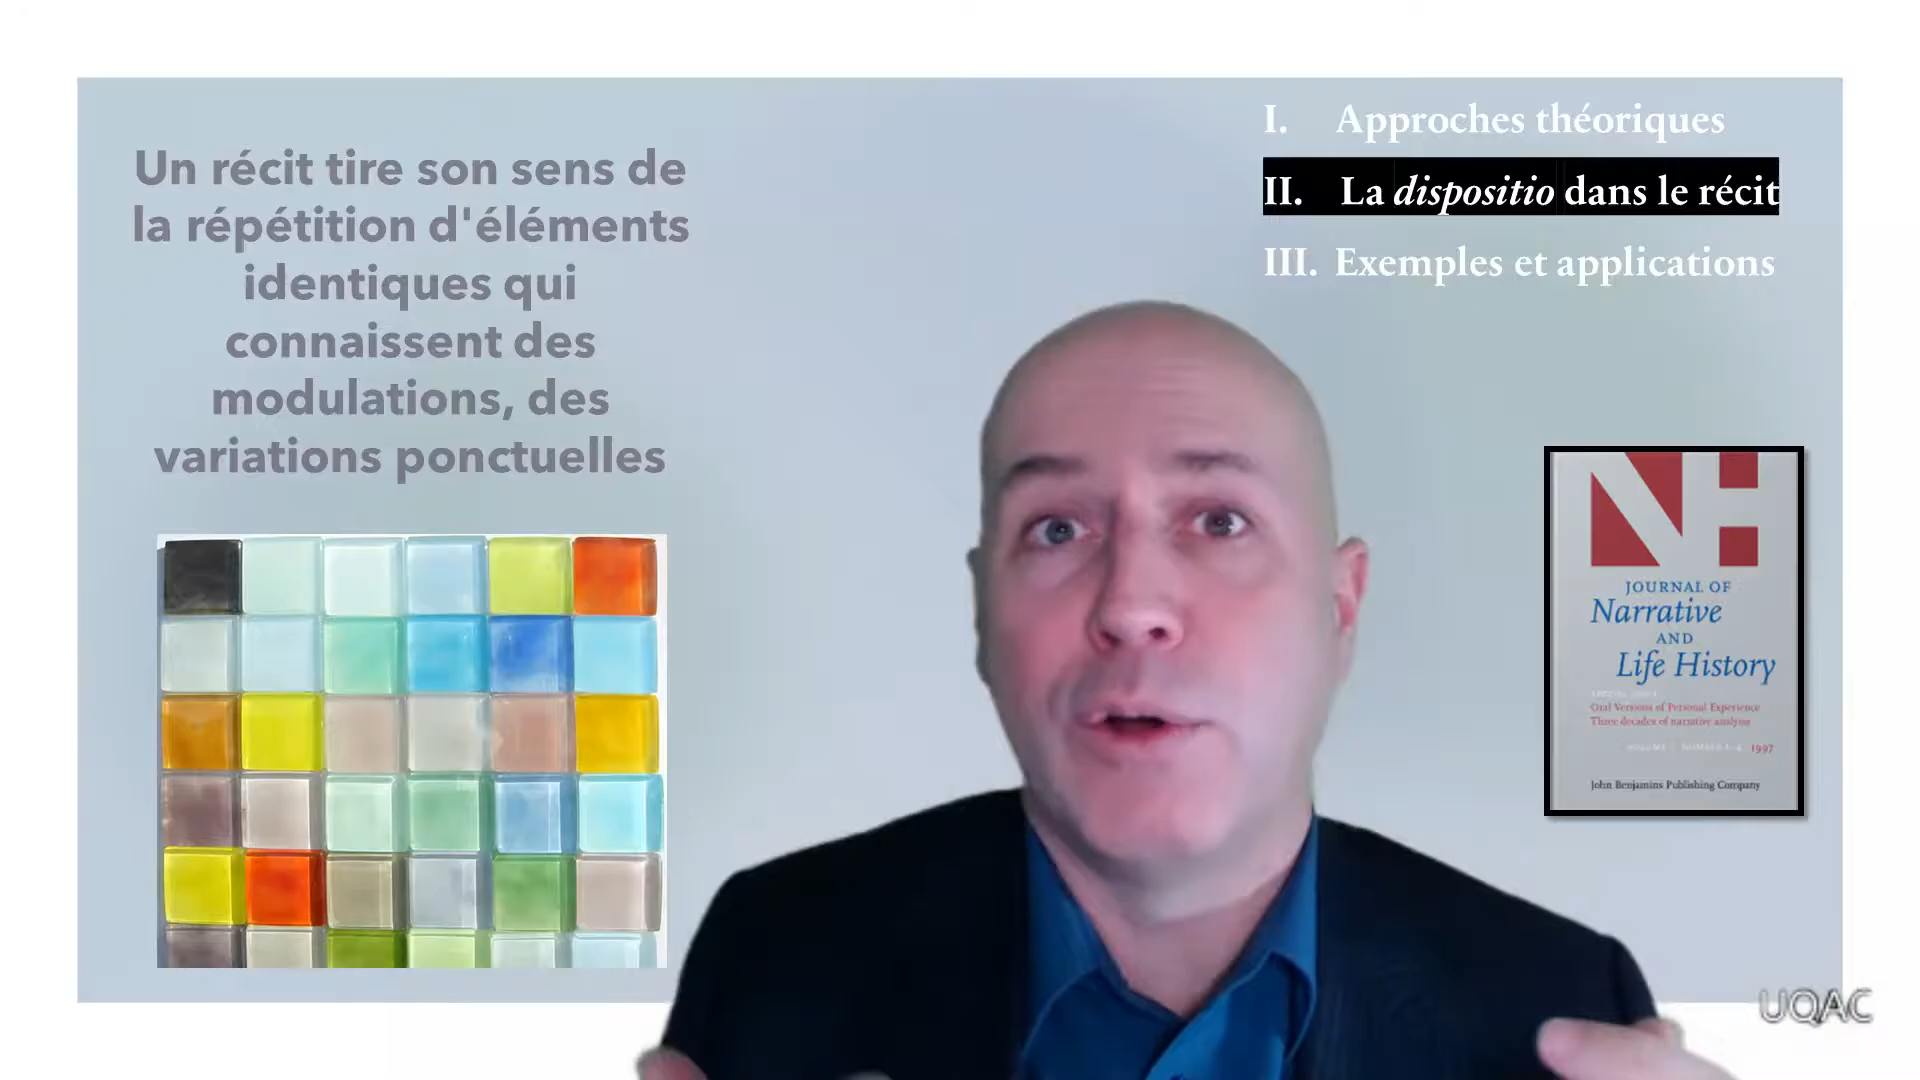 Un récit tire son sens de
la répétition d'éléments
identiques qui
connaissent des
modulations, des
variations ponctuelles
I. Approches théoriques
II. La dispositio dans le récit
III. Exemples et applications
NH
JOURNAL OF
Narrative
AND
Life History
Oral Versions of Personal Experience
Three decades of narrative analysis
1997
John Benjamins Publishing Company
UQAC